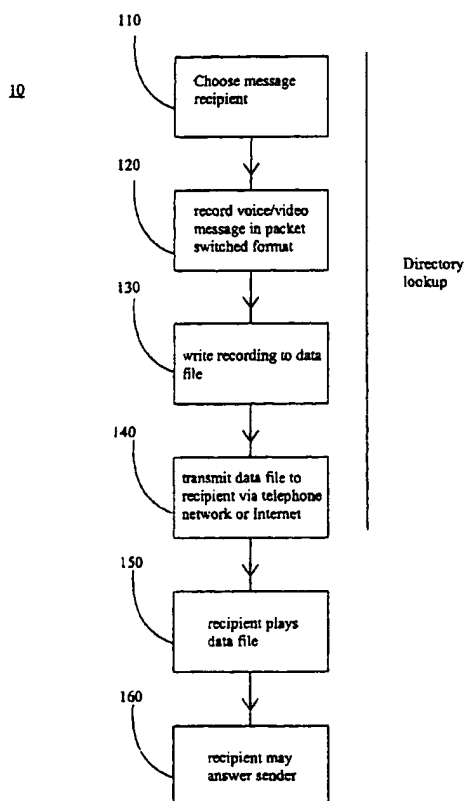 110
10
Choose message
recipient
120
record voice/video
message in packet
switched format
Directory
lookup
130
write recording to data
file
140
transmit data file to
recipient via telephone
network or Internet
150
recipient plays
data file
160
recipient may
answer sender